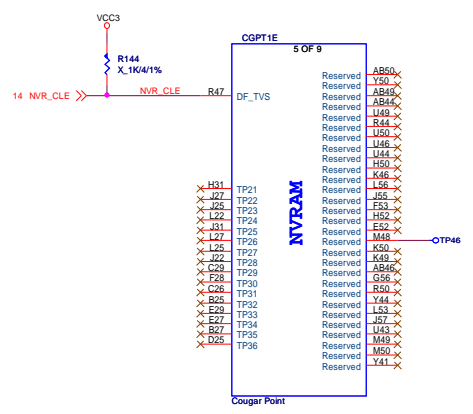 VCC3
CGPT1E
5 OF 9
R144
X_1K/4/1%
14 NVR_CLE NVR_CLE R47 DF_TVS
NVRAM
Reserved AB50
Reserved Y50
Reserved AB49
Reserved AB44
Reserved U49
Reserved R44
Reserved U50
Reserved U46
Reserved U44
Reserved H50
Reserved K46
Reserved L56
Reserved J55
Reserved F53
Reserved H52
Reserved E52
Reserved M48 TP46
Reserved K50
Reserved K49
Reserved AB46
Reserved G56
Reserved R50
Reserved Y44
Reserved L53
Reserved J57
Reserved U43
Reserved M49
Reserved M50
Reserved Y41
H31 TP21
J27 TP22
J25 TP23
L22 TP24
J31 TP25
L27 TP26
L25 TP27
J22 TP28
C29 TP29
F28 TP30
C26 TP31
B25 TP32
E29 TP33
E27 TP34
B27 TP35
D25 TP36
Cougar Point